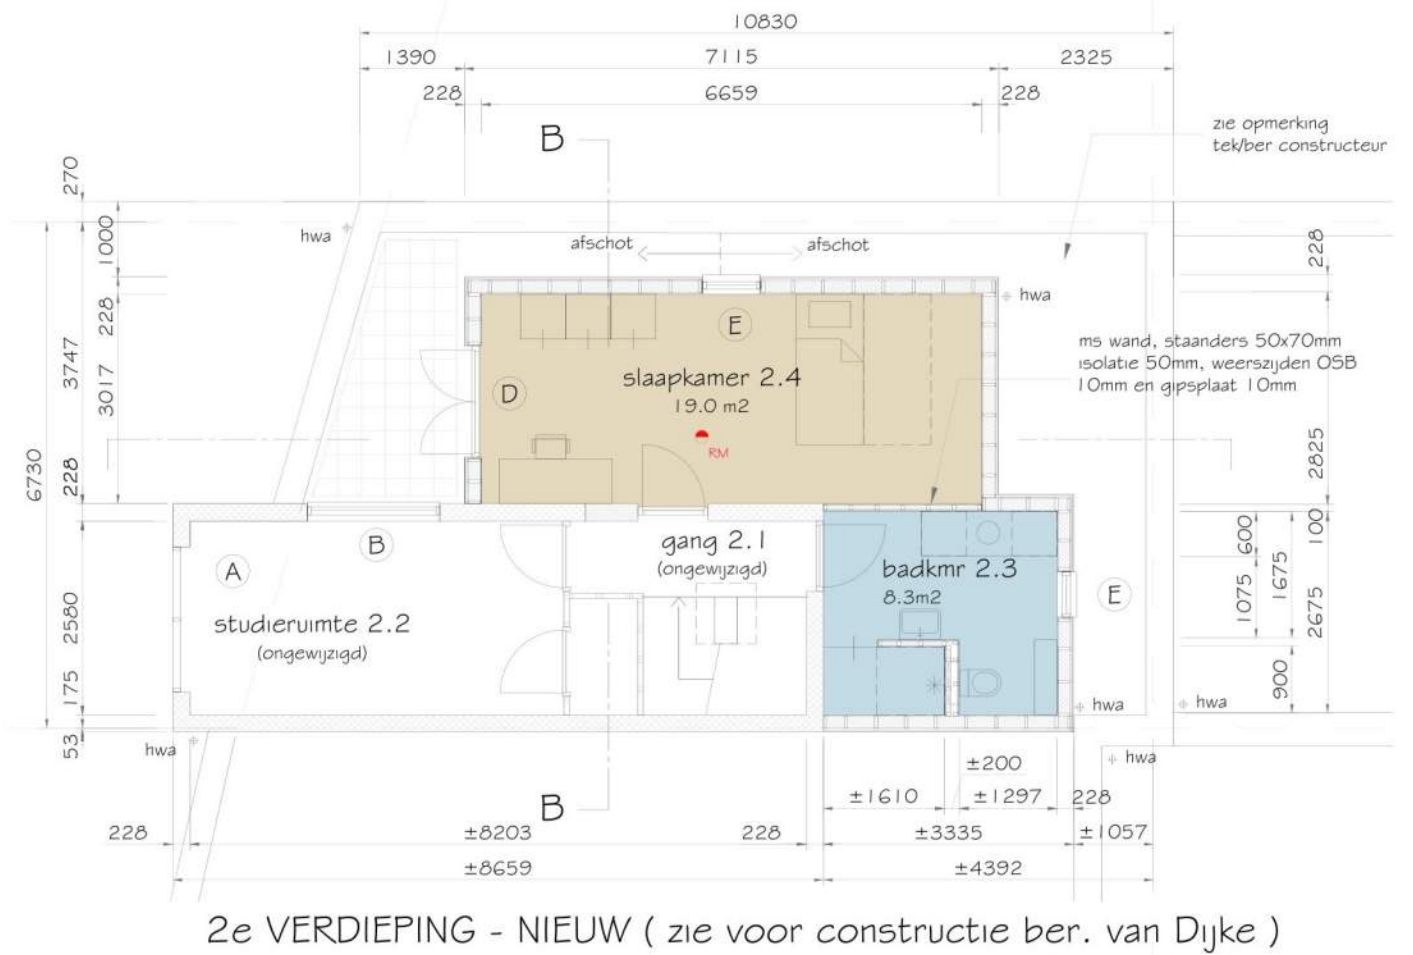 10830
1390
7115
2325
228
6659
228
B
zie opmerking
tek/ber constructeur
270
1000
hwa
afschot
afschot
228
hwa
E
228
ms wand, staanders 50x70mm
isolatie 50mm, weerszijden OSB
10mm en gipsplaat 10mm
3747
3017
slaapkamer 2.4
19.0 m2
D
RM
6730
228
2825
B
gang 2.1
(ongewijzigd)
600
100
A
badkmr 2.3
8.3m2
E
1075
1675
2675
2580
studieruimte 2.2
(ongewijzigd)
175
900
hwa
hwa
53
hwa
hwa
±200
B
±1610
±1297
228
228
±8203
228
±3335
±1057
±8659
±4392
2e VERDIEPING - NIEUW ( zie voor constructie ber. van Dijke )